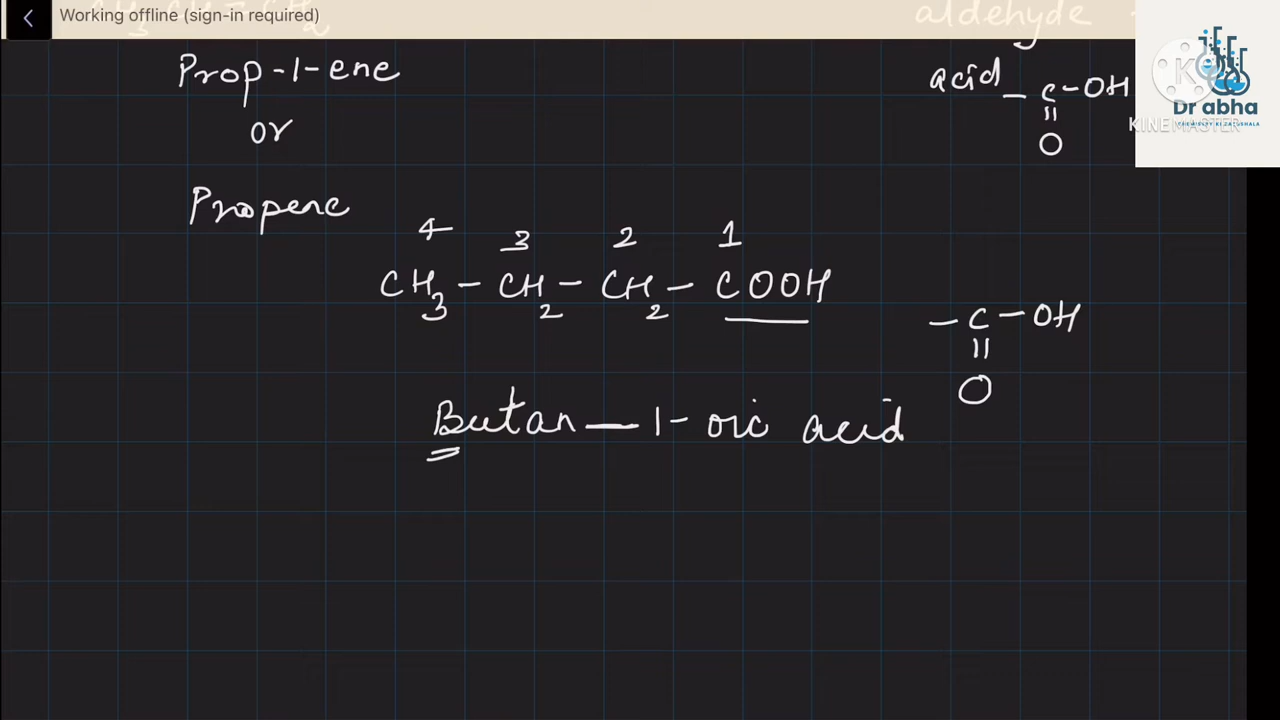 Working offline (sign-in required)
aldehyde
Prop-1-ene
or
Propene
acid – C – OH
||
O
Dr abha
KINEMASTER
4 3 2 1
CH3 – CH2 – CH2 – COOH
– C – OH
||
O
Butan — 1- oic acid